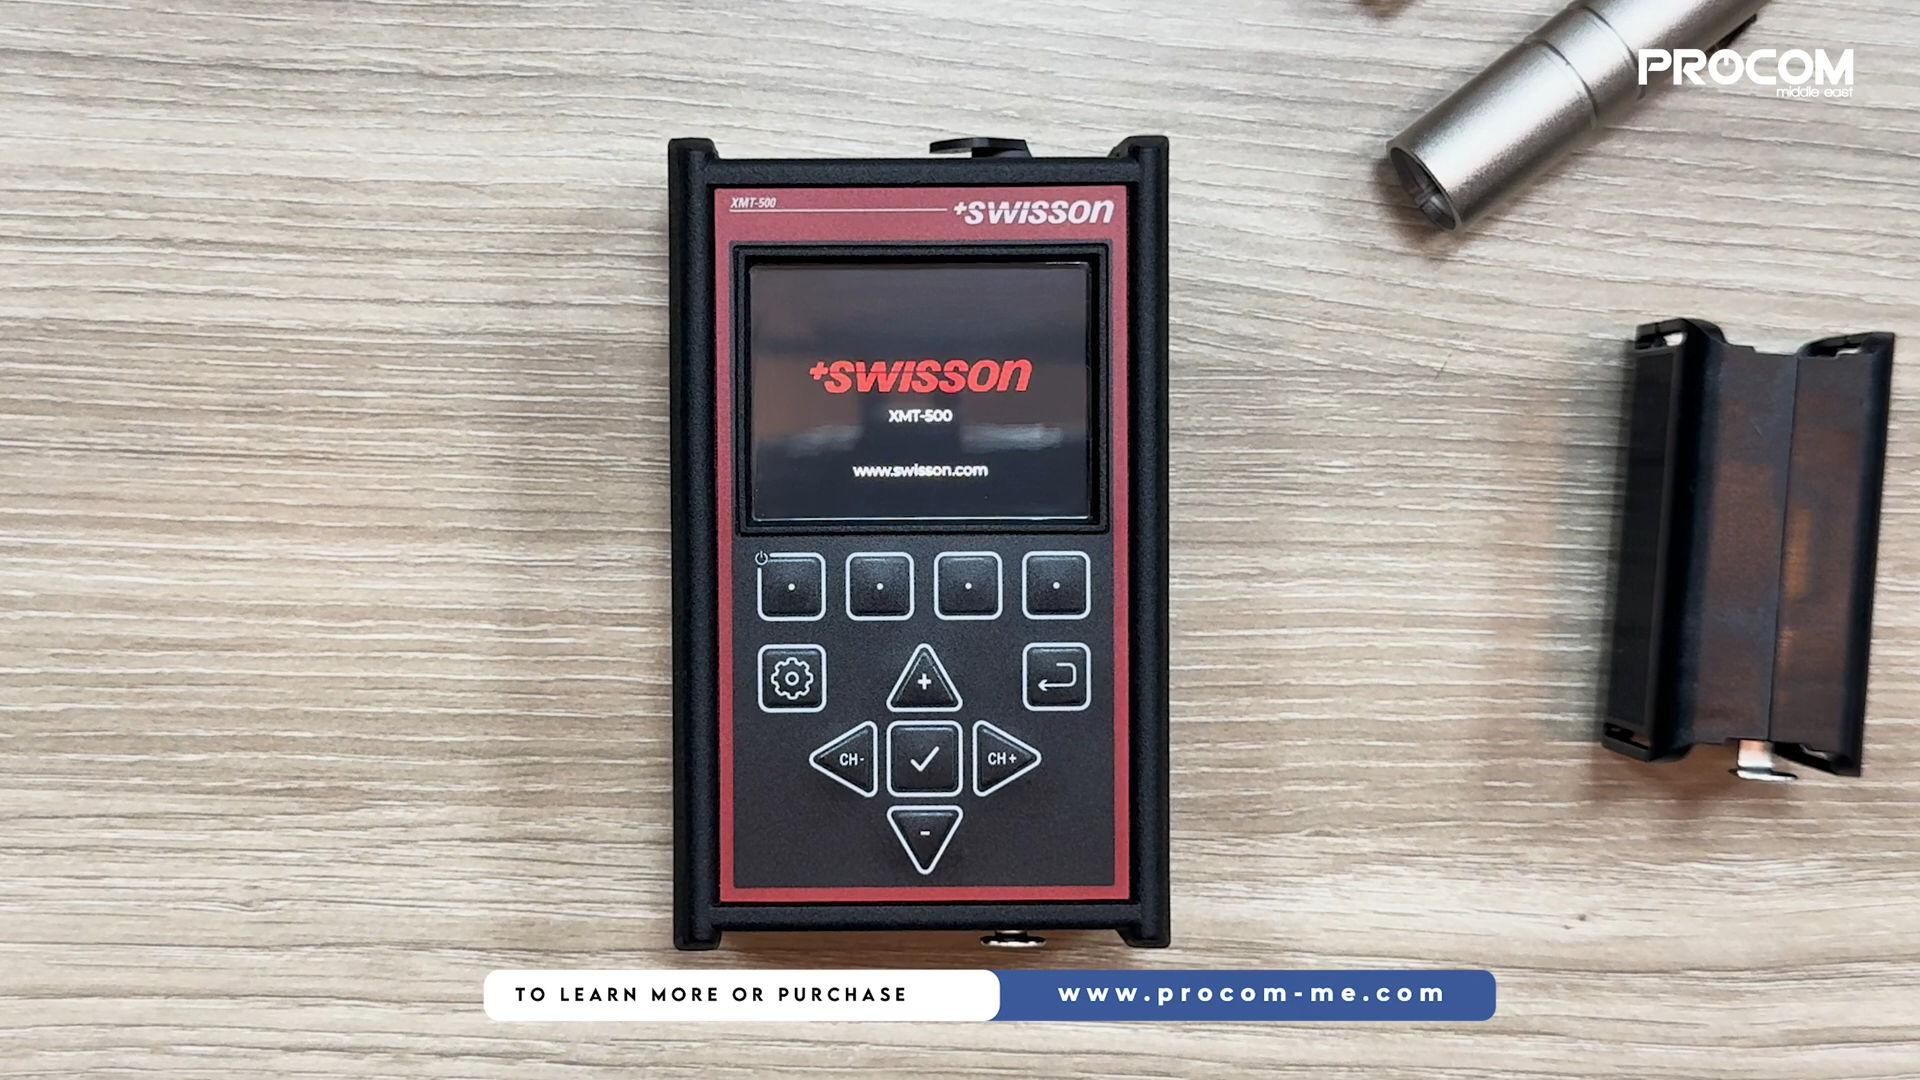 PROCOM
middle east
XMT-500
+swisson
+swisson
XMT-500
www.swisson.com
+
CH-
CH+
-
TO LEARN MORE OR PURCHASE
www.procom-me.com